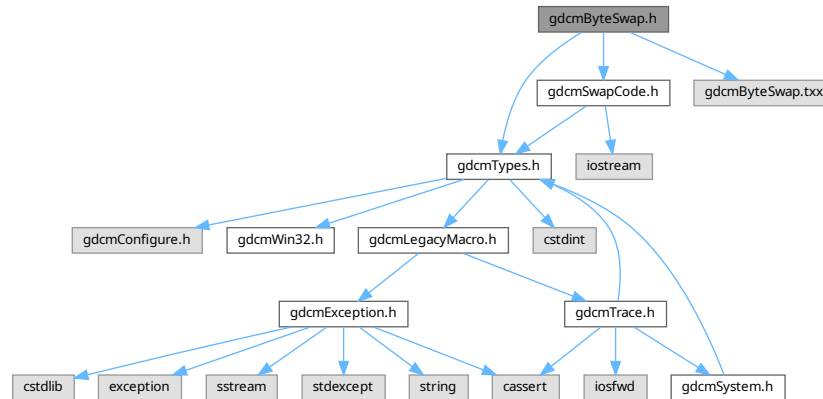 gdcmByteSwap.h
gdcmSwapCode.h
gdcmByteSwap.txx
gdcmTypes.h
iostream
gdcmConfigure.h
gdcmWin32.h
gdcmLegacyMacro.h
cstdint
gdcmException.h
gdcmTrace.h
cstdlib
exception
sstream
stdexcept
string
cassert
iosfwd
gdcmSystem.h